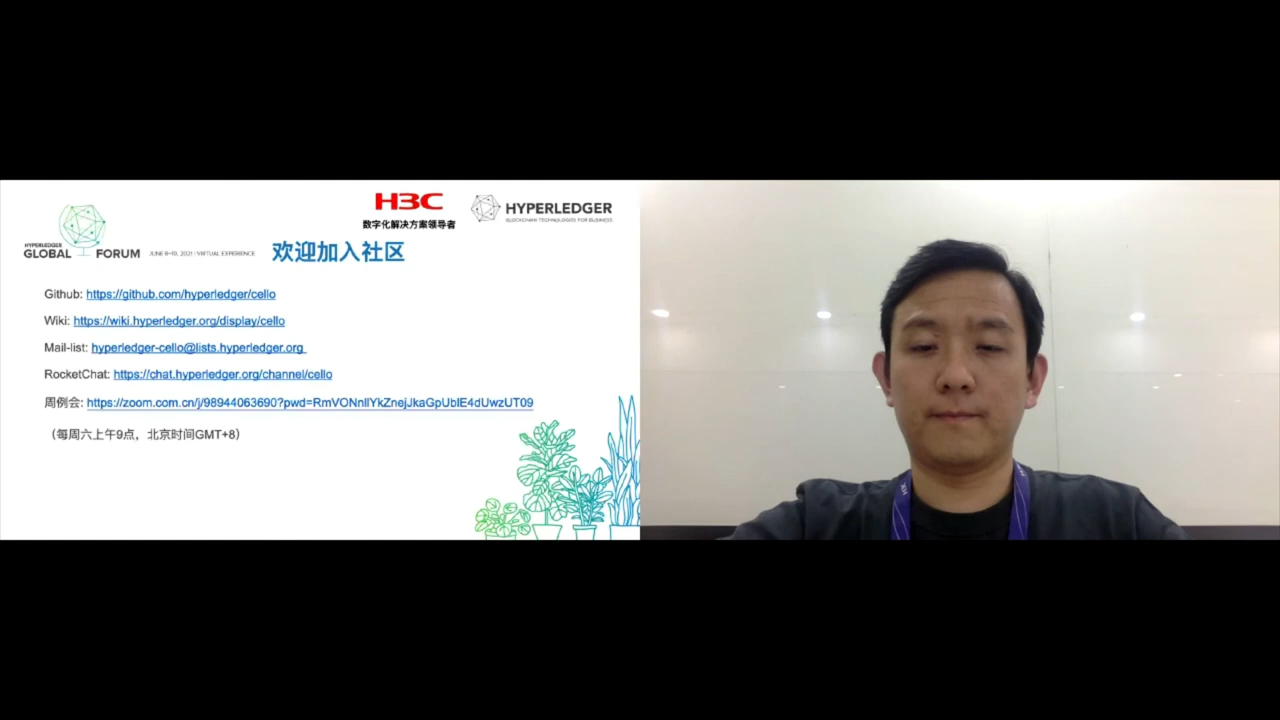 H3C
数字化解决方案领导者
HYPERLEDGER
BLOCKCHAIN TECHNOLOGIES FOR BUSINESS
HYPERLEDGER
GLOBAL FORUM
JUNE 8-10, 2021 | VIRTUAL EXPERIENCE
欢迎加入社区
Github: https://github.com/hyperledger/cello
Wiki: https://wiki.hyperledger.org/display/cello
Mail-list: hyperledger-cello@lists.hyperledger.org
RocketChat: https://chat.hyperledger.org/channel/cello
周例会: https://zoom.com.cn/j/98944063690?pwd=RmVONnllYkZnejJkaGpUblE4dUwzUT09
（每周六上午9点，北京时间GMT+8）